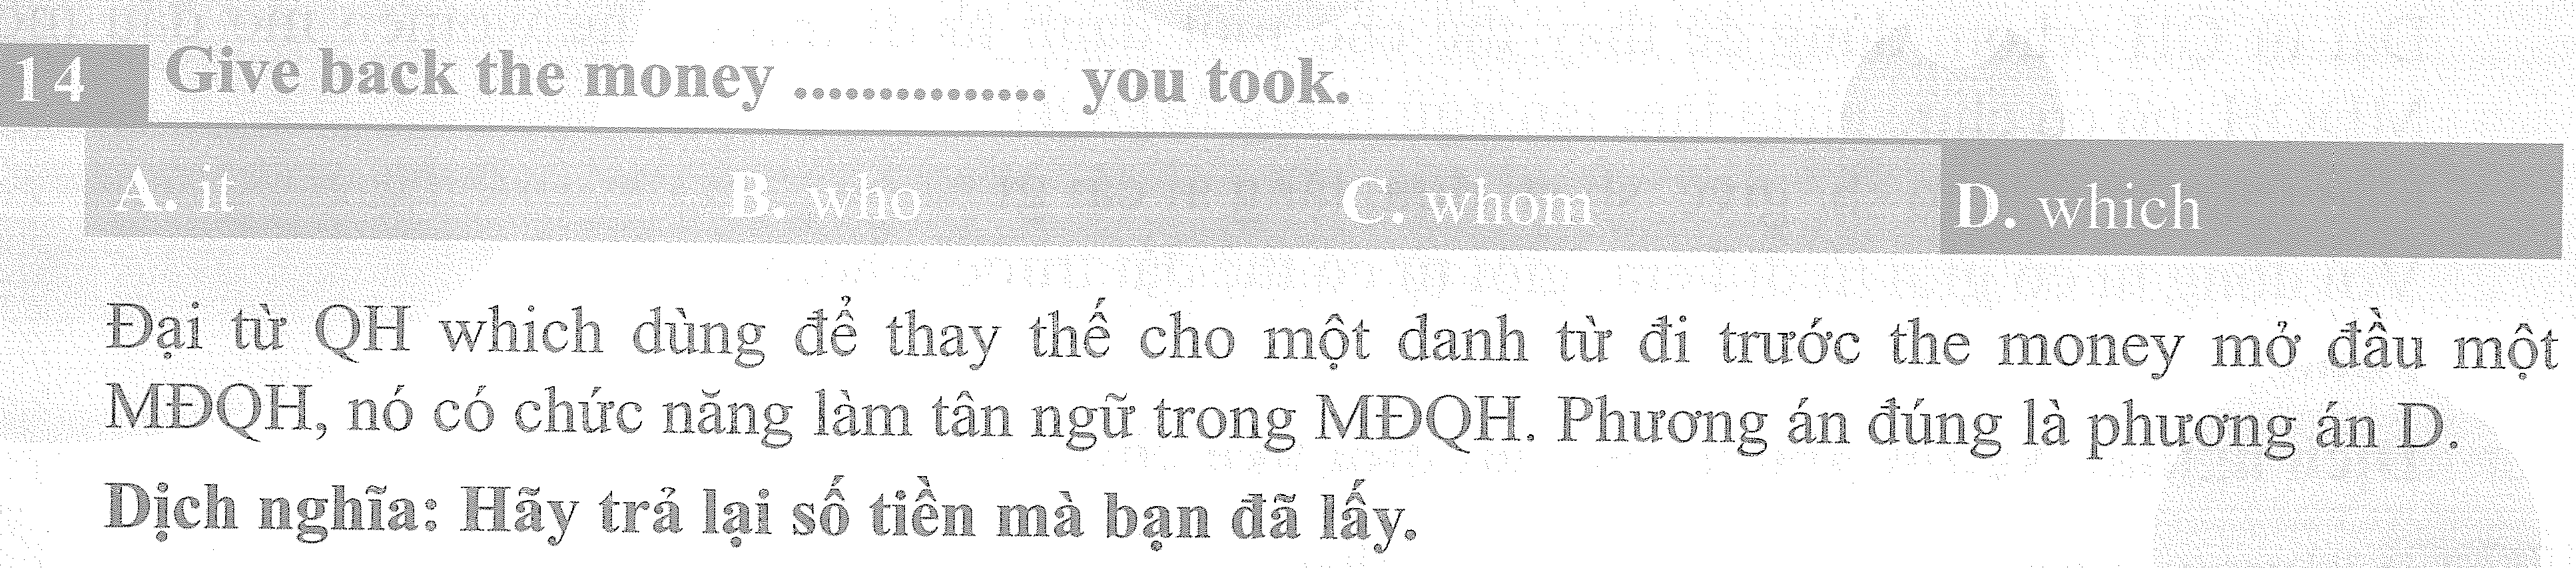 14 Give back the money ............... you took.
A. it B. who C. whom D. which
Đại từ QH which dùng để thay thế cho một danh từ đi trước the money mở đầu một
MĐQH, nó có chức năng làm tân ngữ trong MĐQH. Phương án đúng là phương án D.
Dịch nghĩa: Hãy trả lại số tiền mà bạn đã lấy.